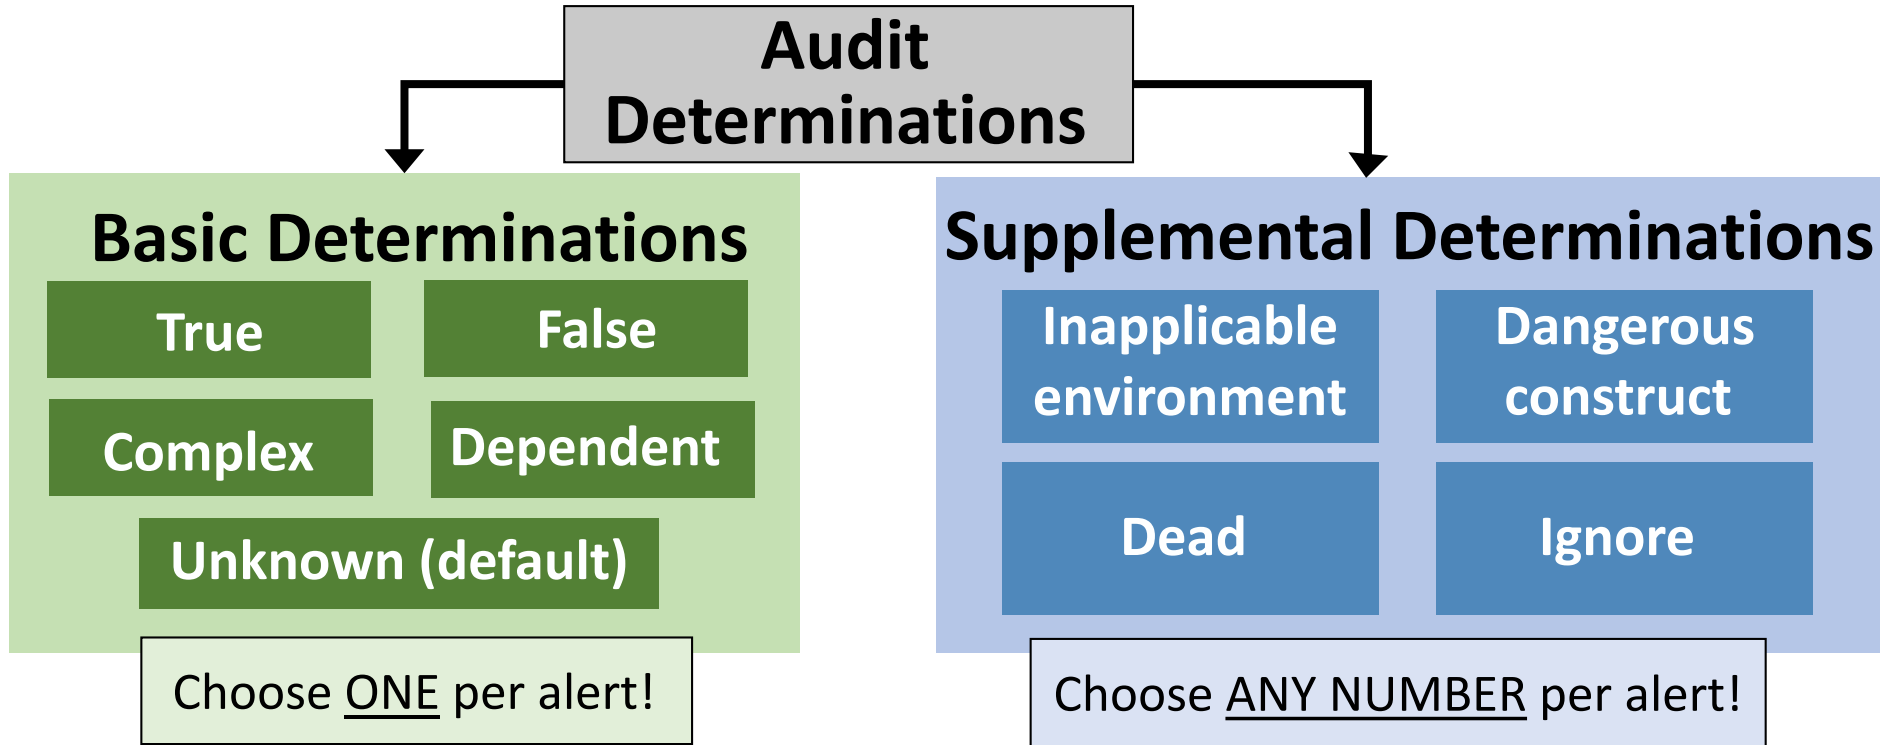 Audit
Determinations
Basic Determinations
True
False
Complex
Dependent
Unknown (default)
Choose ONE per alert!
Supplemental Determinations
Inapplicable
environment
Dangerous
construct
Dead
Ignore
Choose ANY NUMBER per alert!